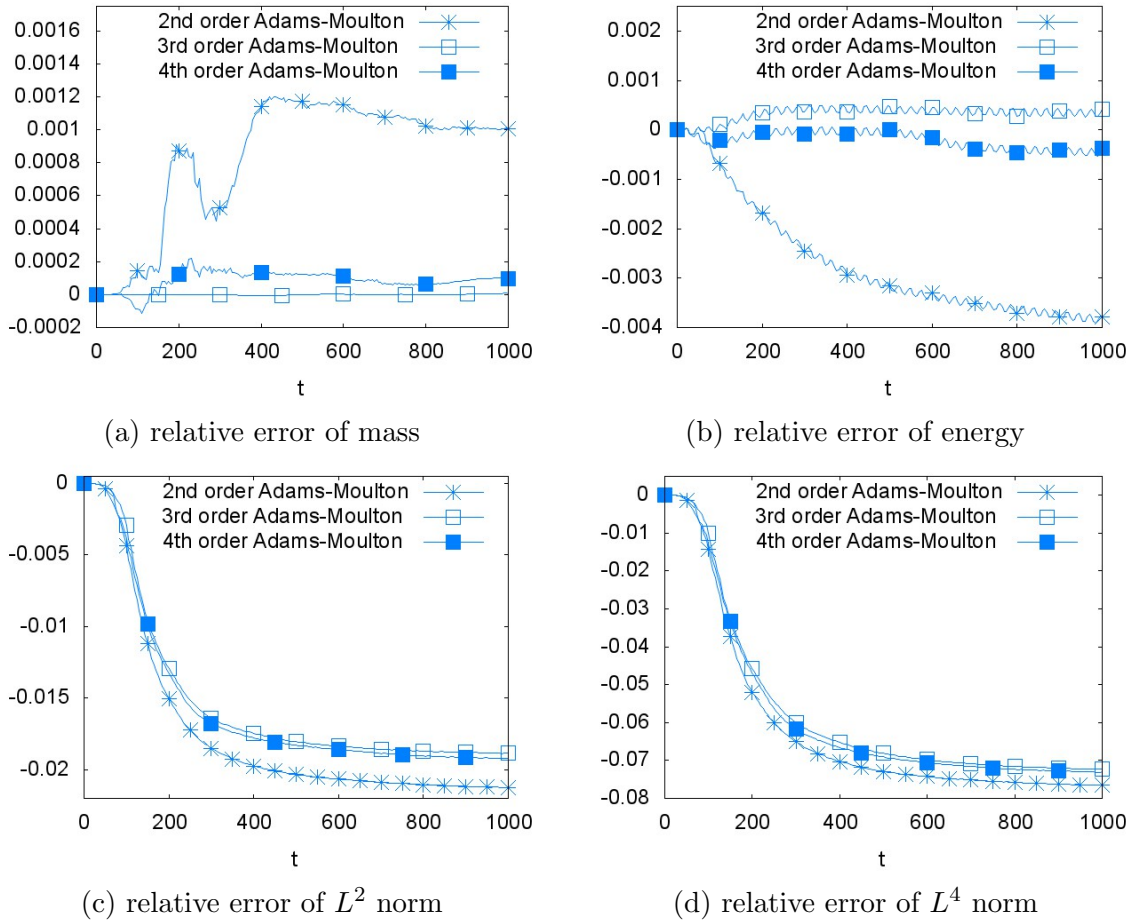 0.0016
0.0014
0.0012
0.001
0.0008
0.0006
0.0004
0.0002
0
-0.0002
2nd order Adams-Moulton
3rd order Adams-Moulton
4th order Adams-Moulton
0 200 400 600 800 1000
t
(a) relative error of mass
0.002
0.001
0
-0.001
-0.002
-0.003
-0.004
2nd order Adams-Moulton
3rd order Adams-Moulton
4th order Adams-Moulton
0 200 400 600 800 1000
t
(b) relative error of energy
0
-0.005
-0.01
-0.015
-0.02
2nd order Adams-Moulton
3rd order Adams-Moulton
4th order Adams-Moulton
0 200 400 600 800 1000
t
(c) relative error of L² norm
0
-0.01
-0.02
-0.03
-0.04
-0.05
-0.06
-0.07
-0.08
2nd order Adams-Moulton
3rd order Adams-Moulton
4th order Adams-Moulton
0 200 400 600 800 1000
t
(d) relative error of L⁴ norm